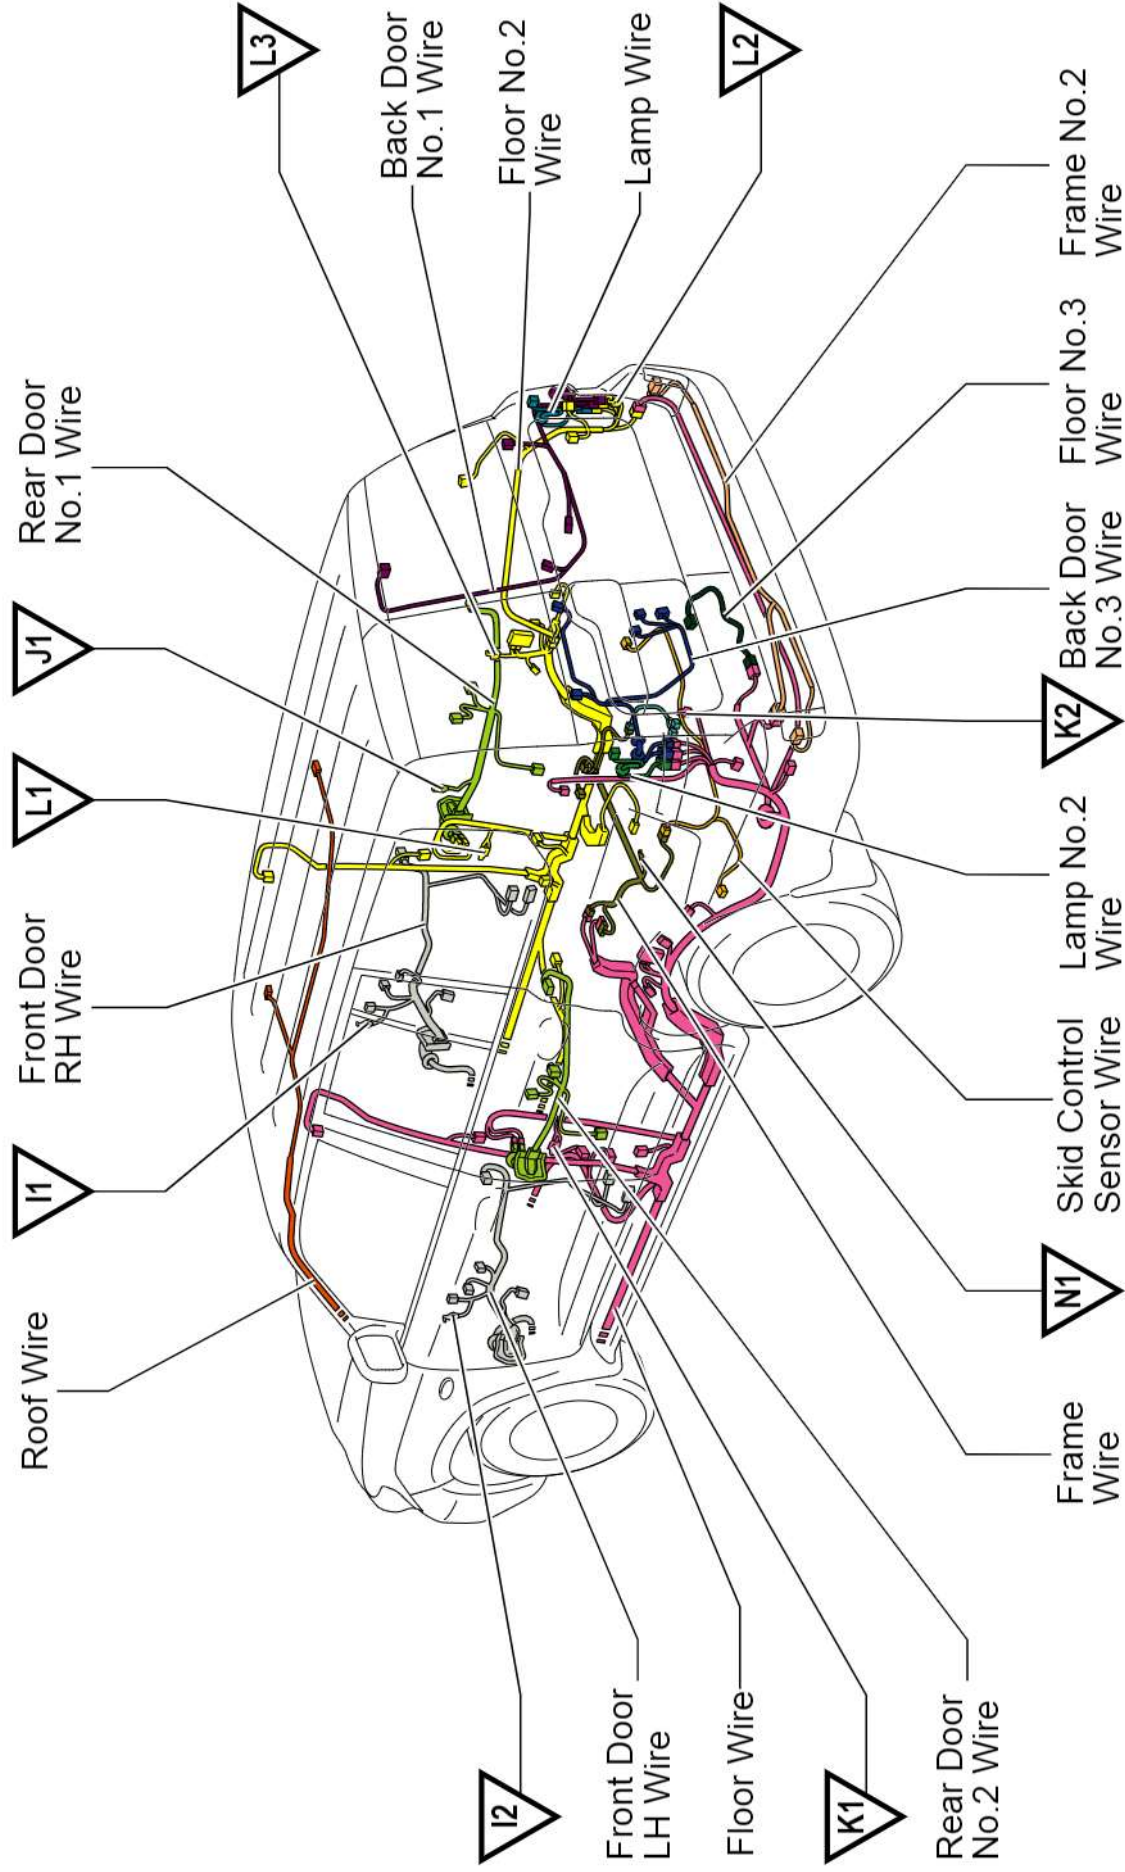 Roof Wire
I1
Front Door
RH Wire
L1
J1
Rear Door
No.1 Wire
L3
Back Door
No.1 Wire
Floor No.2
Wire
Lamp Wire
L2
I2
Front Door
LH Wire
Floor Wire
K1
Rear Door
No.2 Wire
Frame
Wire
N1
Skid Control
Sensor Wire
Lamp No.2
Wire
K2
Back Door
No.3 Wire
Floor No.3
Wire
Frame No.2
Wire